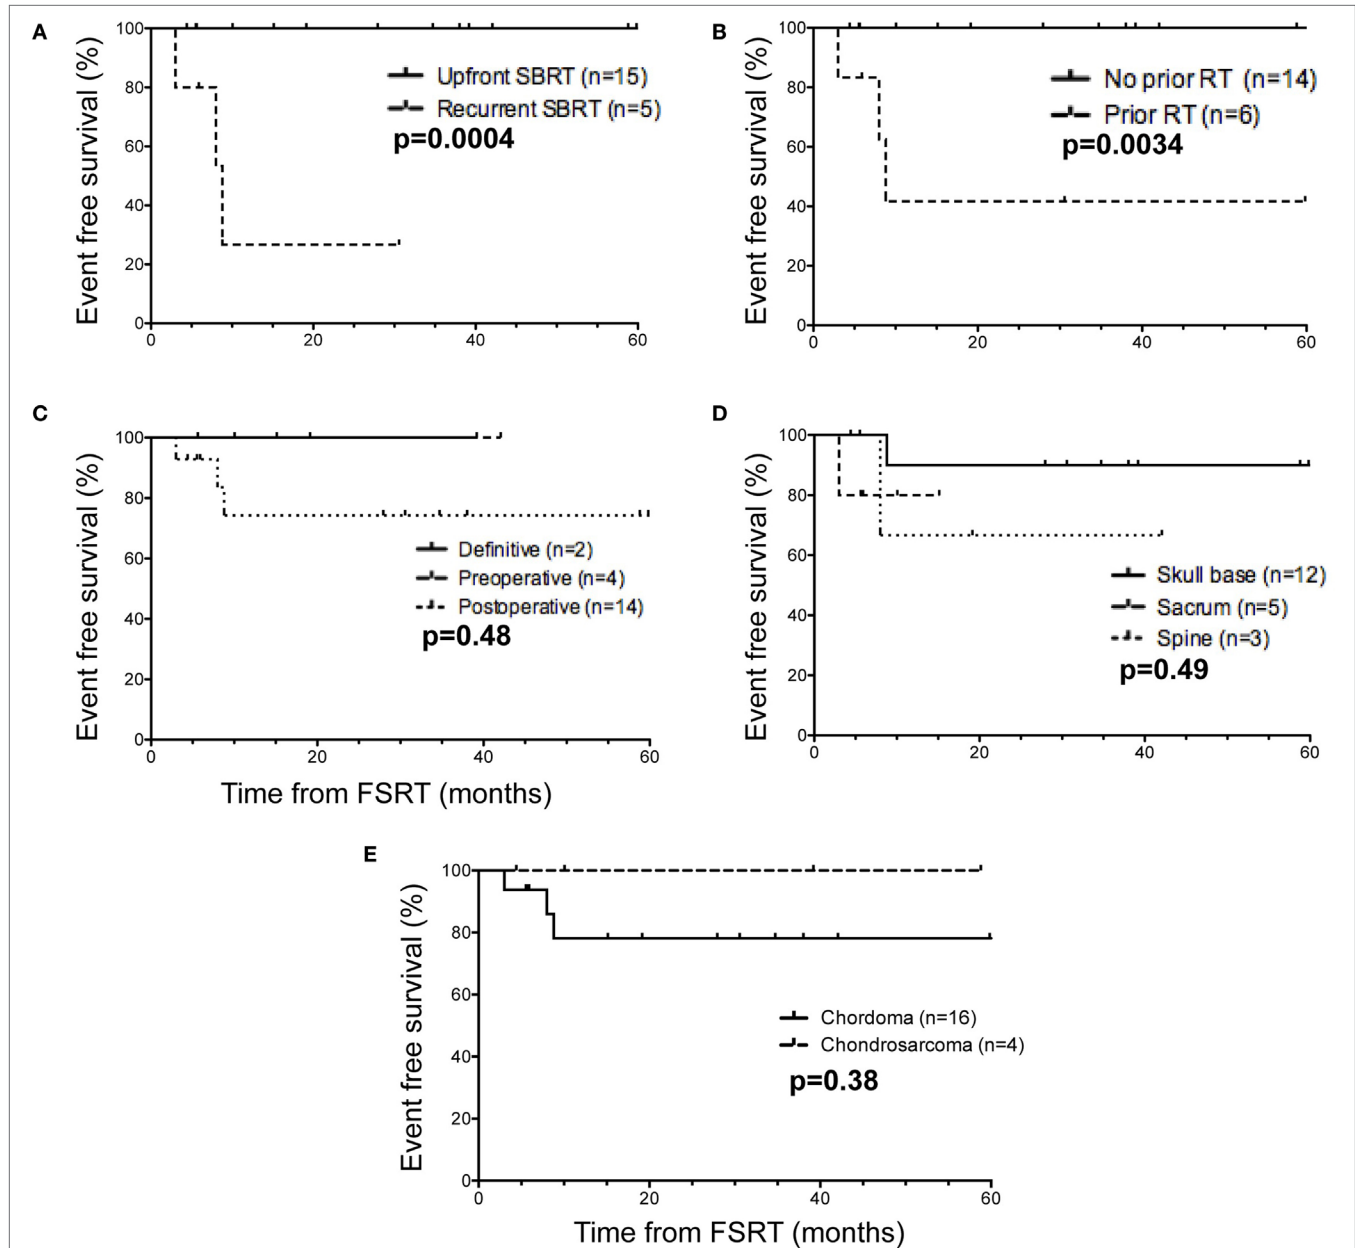 A
Event free survival (%)
100
80
60
40
20
0
0 20 40 60
Upfront SBRT (n=15)
Recurrent SBRT (n=5)
p=0.0004
B
Event free survival (%)
100
80
60
40
20
0
0 20 40 60
No prior RT (n=14)
Prior RT (n=6)
p=0.0034
C
Event free survival (%)
100
80
60
40
20
0
0 20 40 60
Definitive (n=2)
Preoperative (n=4)
Postoperative (n=14)
p=0.48
Time from FSRT (months)
D
Event free survival (%)
100
80
60
40
20
0
0 20 40 60
Skull base (n=12)
Sacrum (n=5)
Spine (n=3)
p=0.49
E
Event free survival (%)
100
80
60
40
20
0
0 20 40 60
Chordoma (n=16)
Chondrosarcoma (n=4)
p=0.38
Time from FSRT (months)